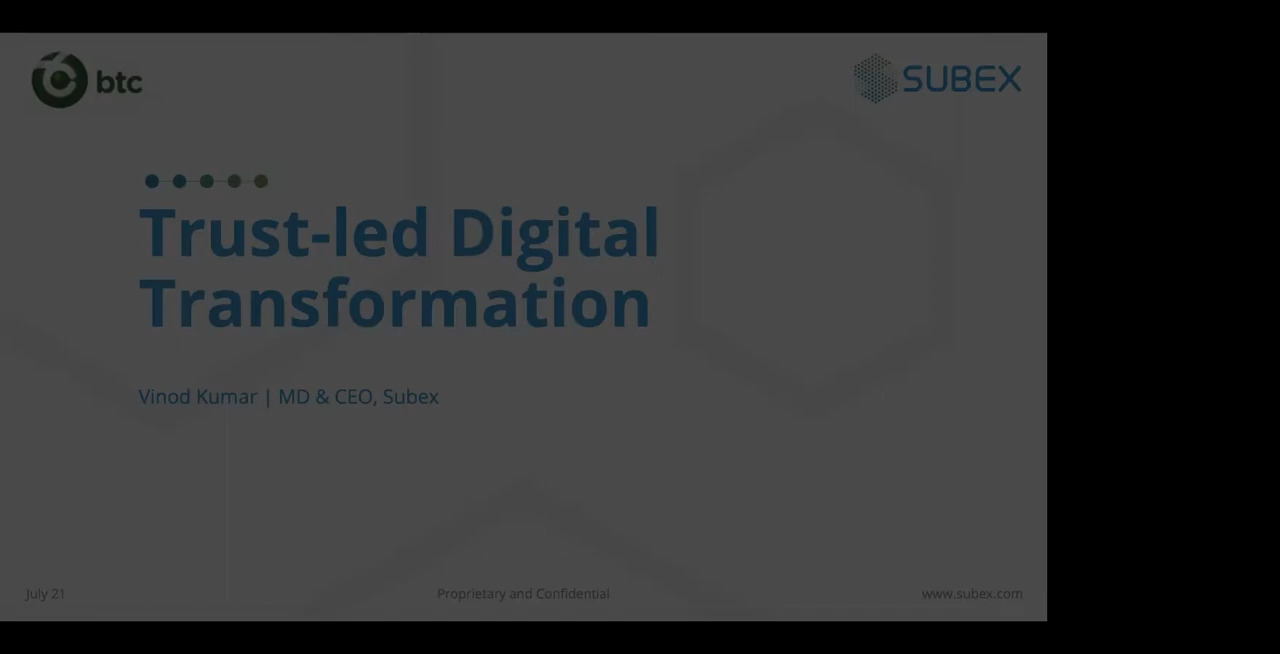 btc
SUBEX
Trust-led Digital
Transformation
Vinod Kumar | MD & CEO, Subex
July 21
Proprietary and Confidential
www.subex.com